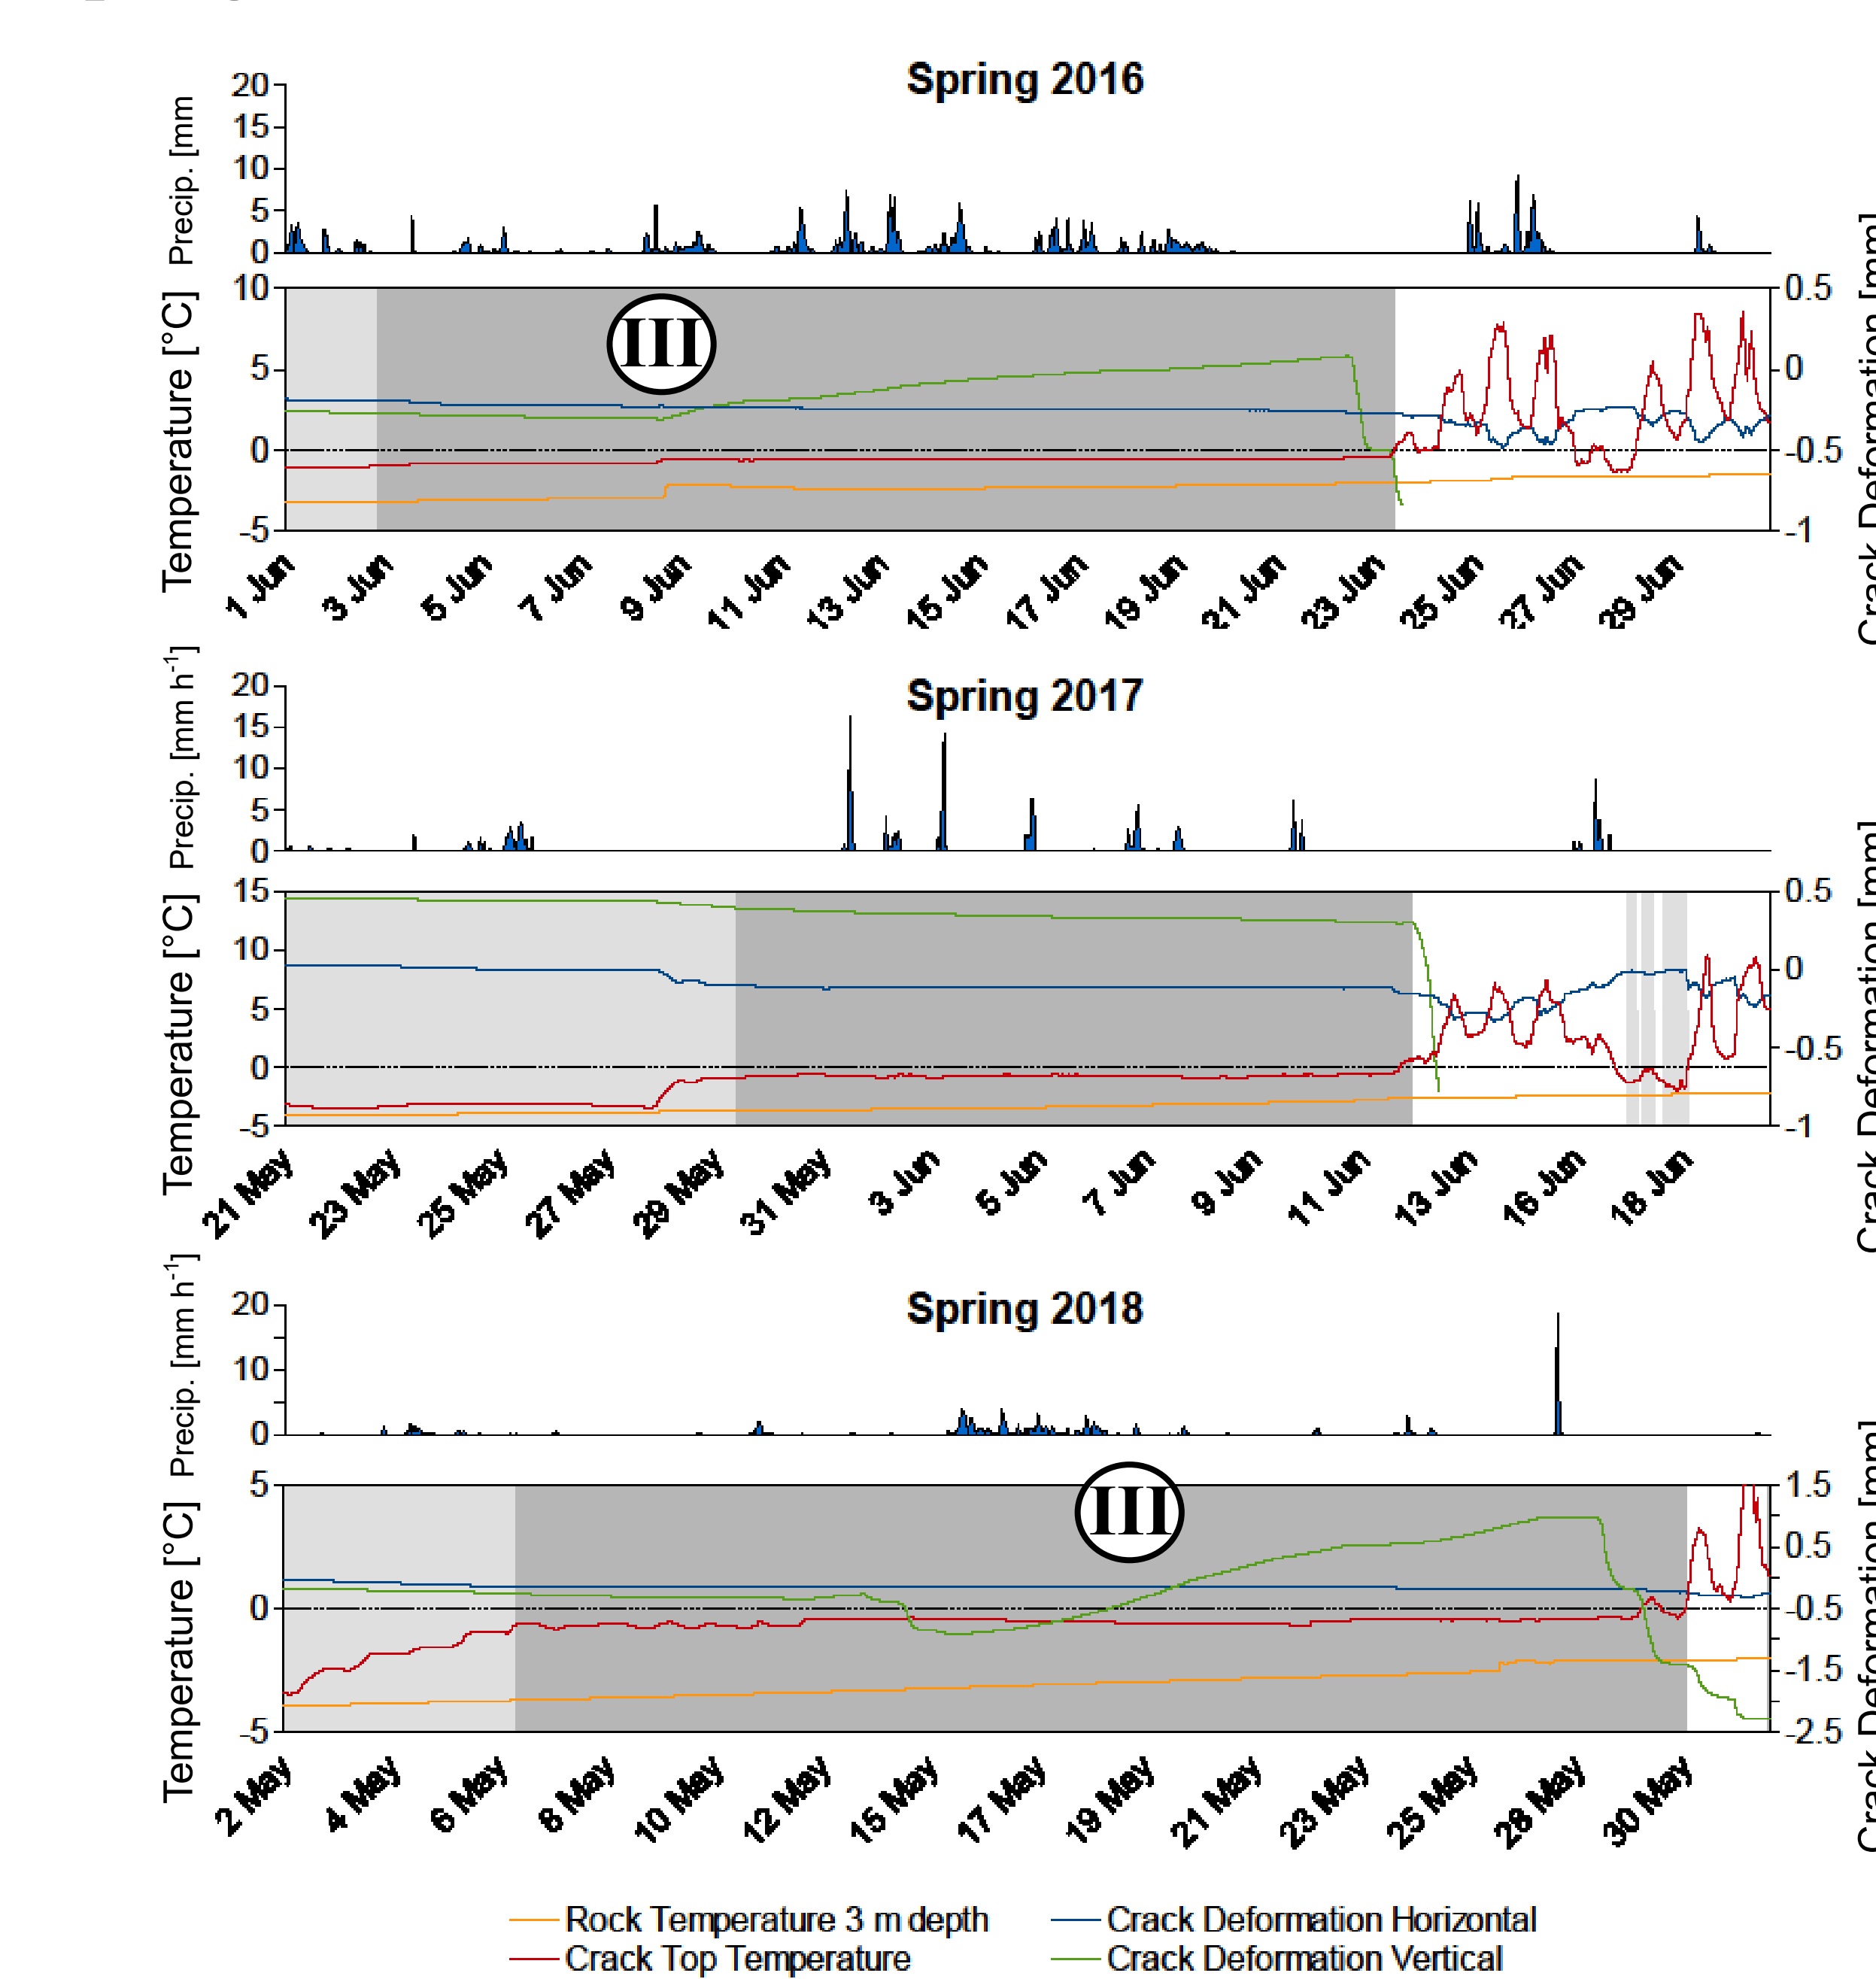 Spring 2016
Precip. [mm
20
15
10
5
0
Temperature [°C]
10
5
0
-5
III
0.5
0
-0.5
-1
Crack Deformation [mm]
1 Jun 3 Jun 5 Jun 7 Jun 9 Jun 11 Jun 13 Jun 15 Jun 17 Jun 19 Jun 21 Jun 23 Jun 25 Jun 27 Jun 29 Jun
Spring 2017
Precip. [mm h-1]
20
15
10
5
0
Temperature [°C]
15
10
5
0
-5
0.5
0
-0.5
-1
Crack Deformation [mm]
21 May 23 May 25 May 27 May 29 May 31 May 3 Jun 5 Jun 7 Jun 9 Jun 11 Jun 13 Jun 16 Jun 18 Jun
Spring 2018
Precip. [mm h-1]
20
10
0
Temperature [°C]
5
0
-5
III
1.5
0.5
-0.5
-1.5
-2.5
Crack Deformation [mm]
2 May 4 May 6 May 8 May 10 May 12 May 15 May 17 May 19 May 21 May 23 May 25 May 28 May 30 May
Rock Temperature 3 m depth
Crack Deformation Horizontal
Crack Top Temperature
Crack Deformation Vertical